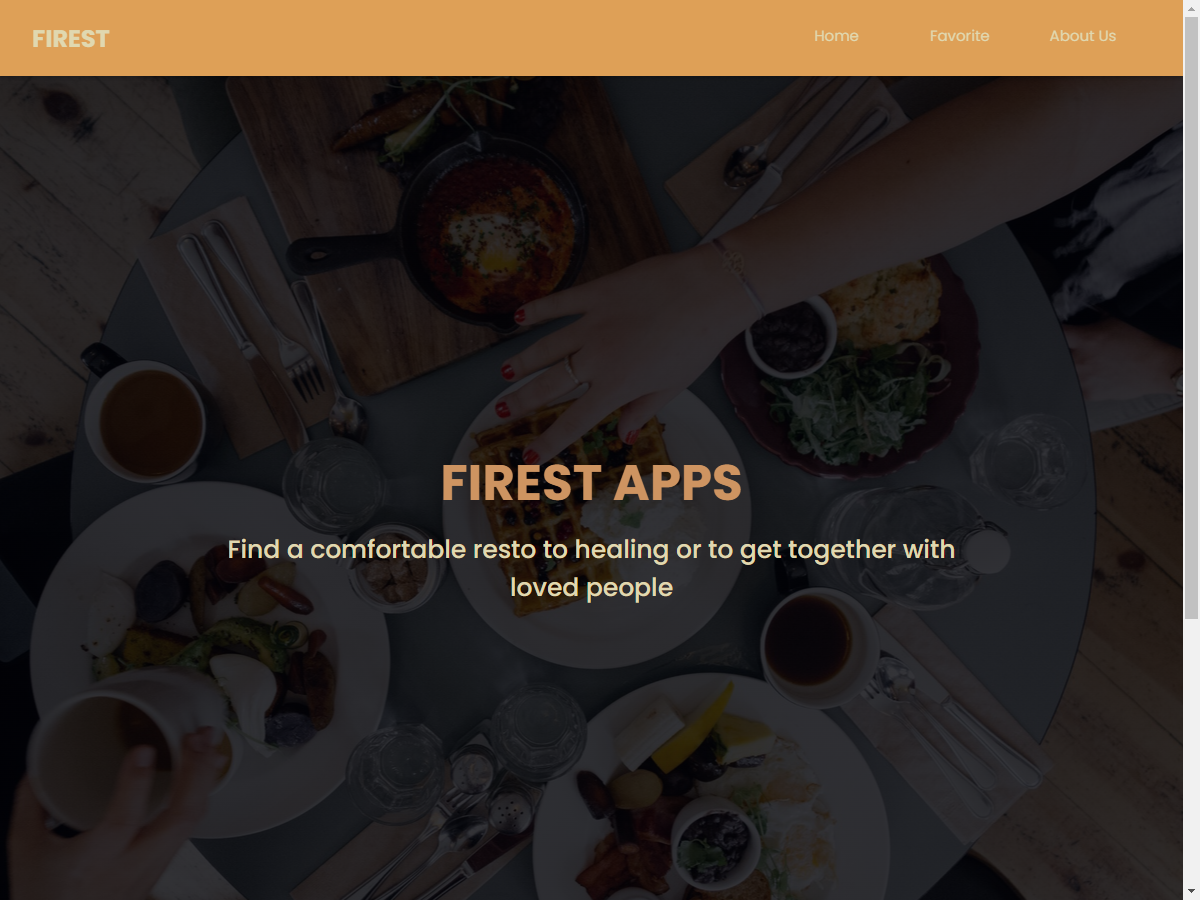 FIREST
Home Favorite About Us
FIREST APPS
Find a comfortable resto to healing or to get together with
loved people